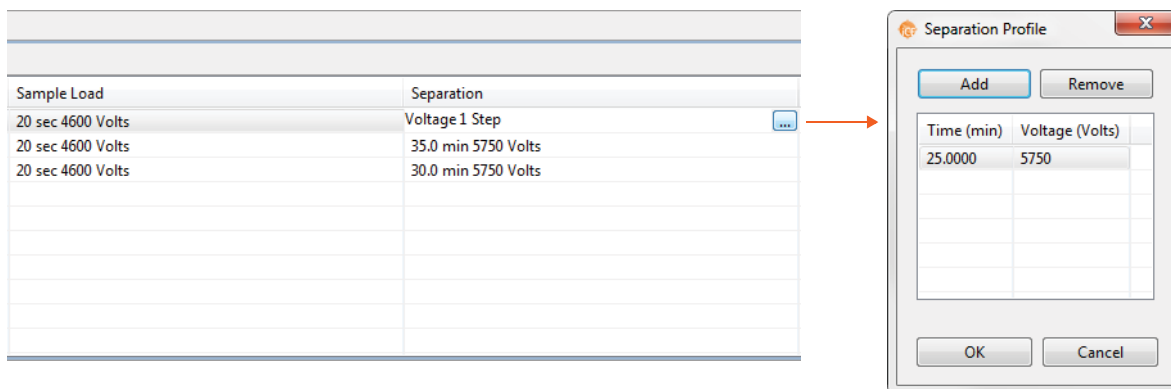 Sample Load Separation
20 sec 4600 Volts Voltage 1 Step ...
20 sec 4600 Volts 35.0 min 5750 Volts
20 sec 4600 Volts 30.0 min 5750 Volts
Separation Profile
Add Remove
Time (min) Voltage (Volts)
25.0000 5750
OK Cancel